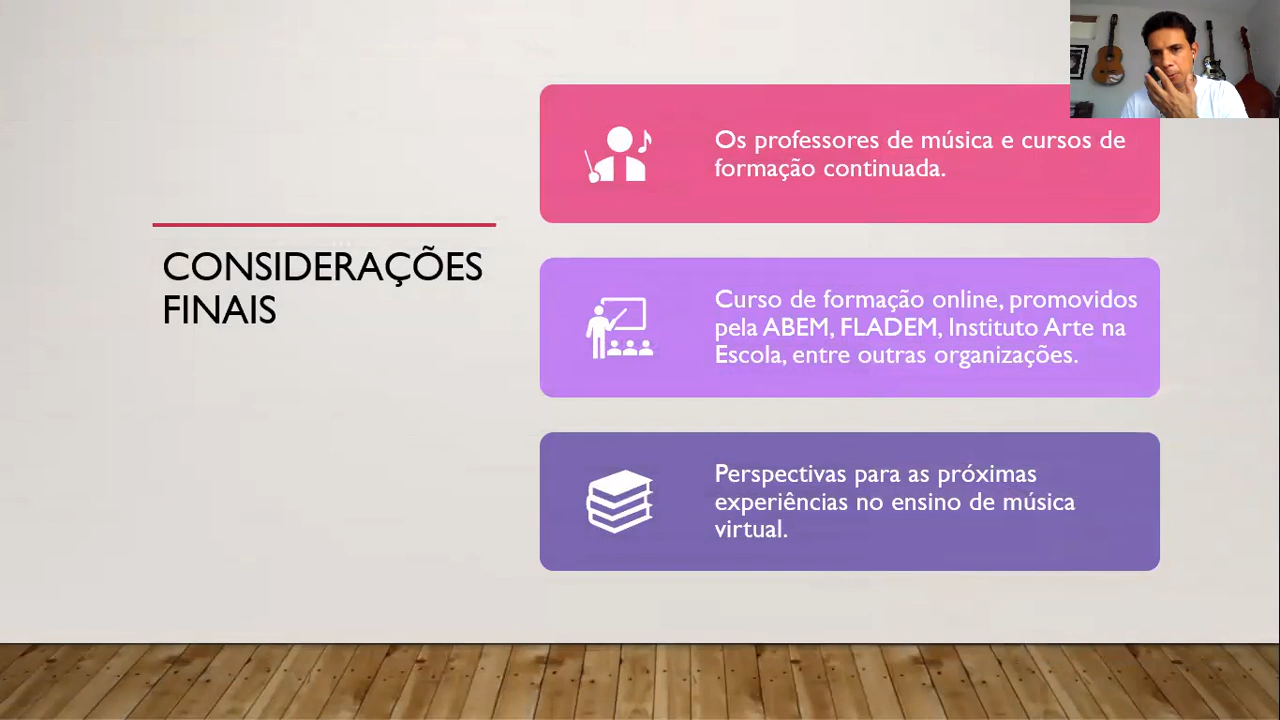 CONSIDERAÇÕES
FINAIS
Os professores de música e cursos de
formação continuada.
Curso de formação online, promovidos
pela ABEM, FLADEM, Instituto Arte na
Escola, entre outras organizações.
Perspectivas para as próximas
experiências no ensino de música
virtual.